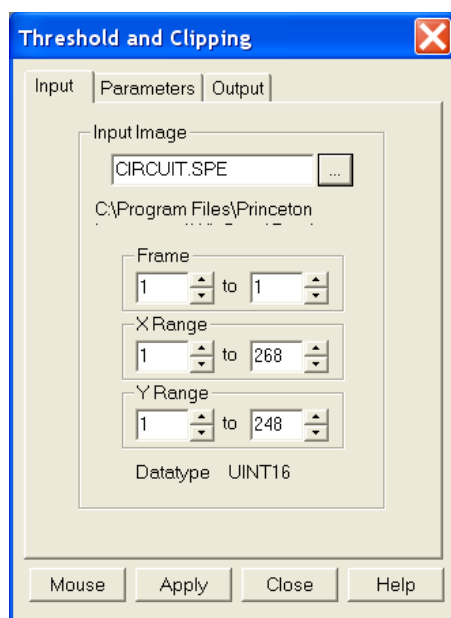 Threshold and Clipping
Input Parameters Output
Input Image
CIRCUIT.SPE ...
C:\Program Files\Princeton
Frame
1 to 1
X Range
1 to 268
Y Range
1 to 248
Datatype UINT16
Mouse Apply Close Help